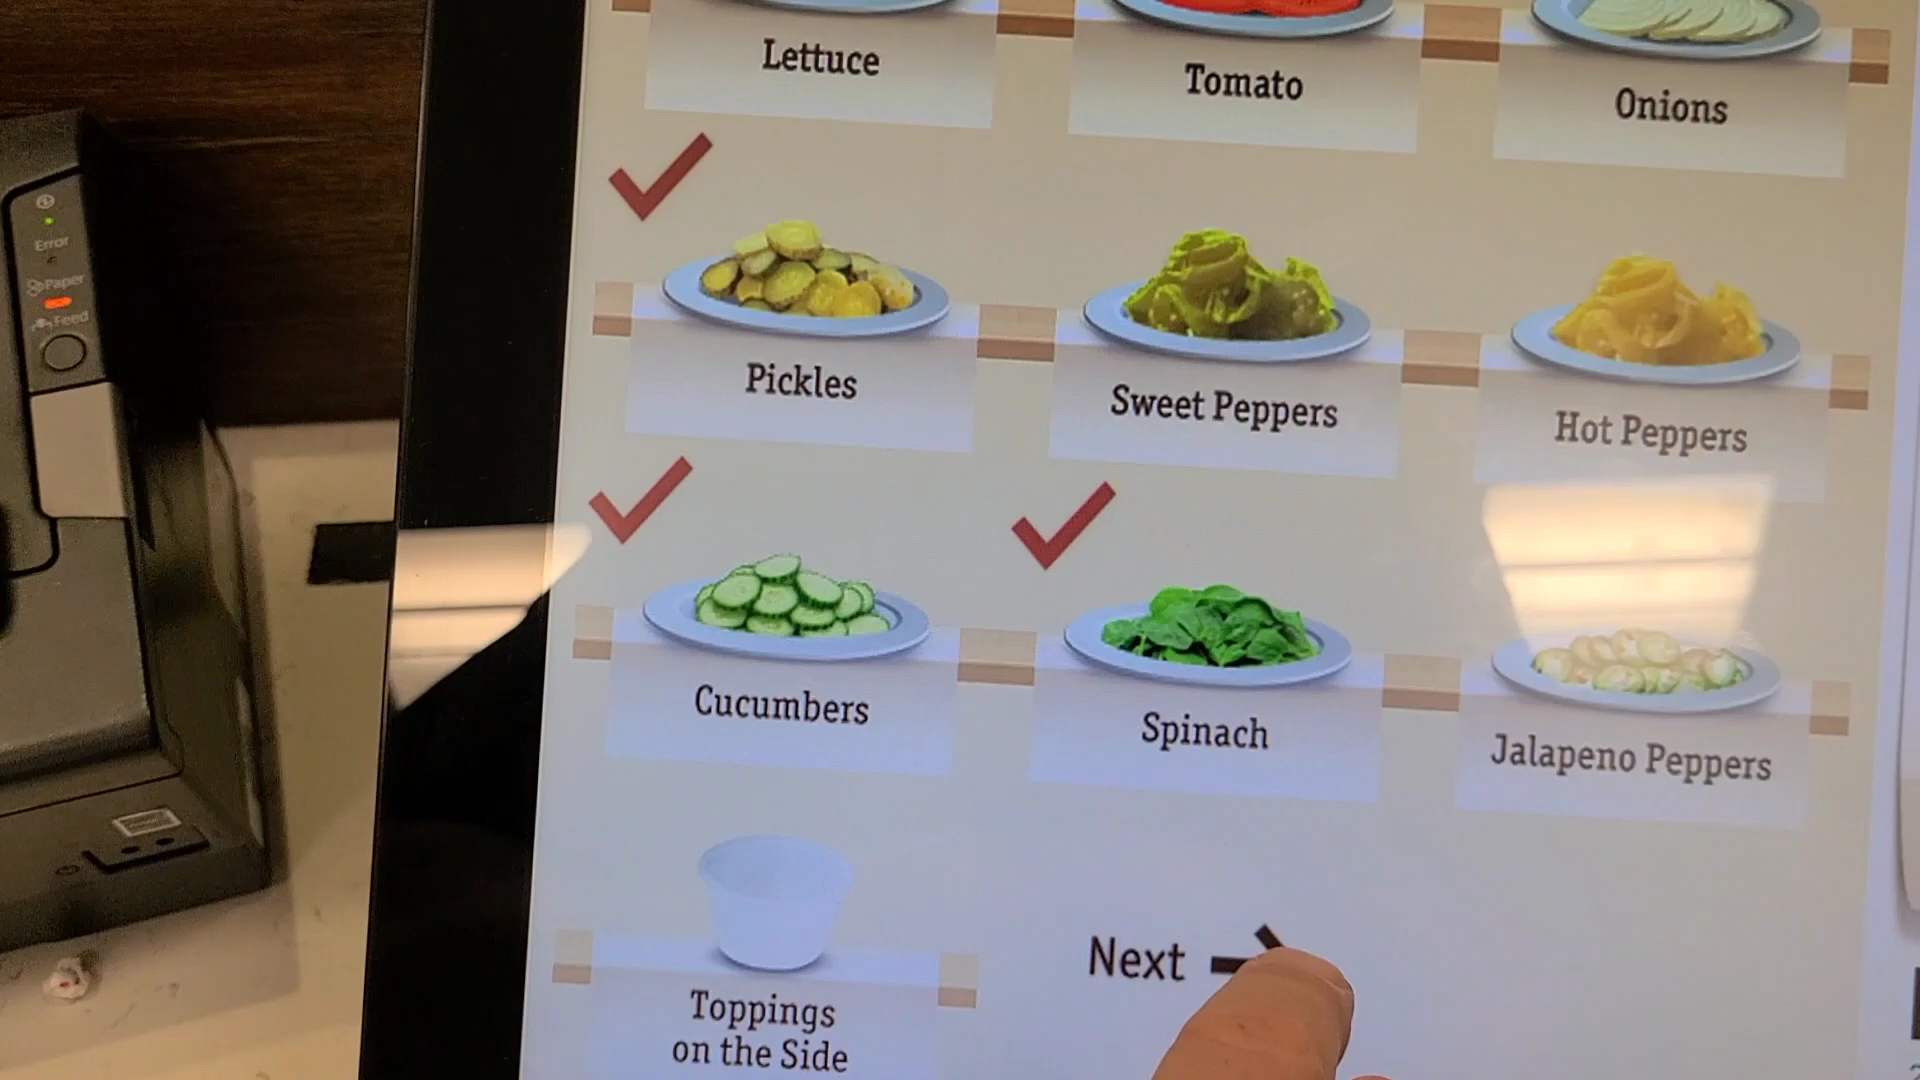 Lettuce
Tomato
Onions
Error
Paper
Feed
Pickles
Sweet Peppers
Hot Peppers
Cucumbers
Spinach
Jalapeno Peppers
Toppings
on the Side
Next